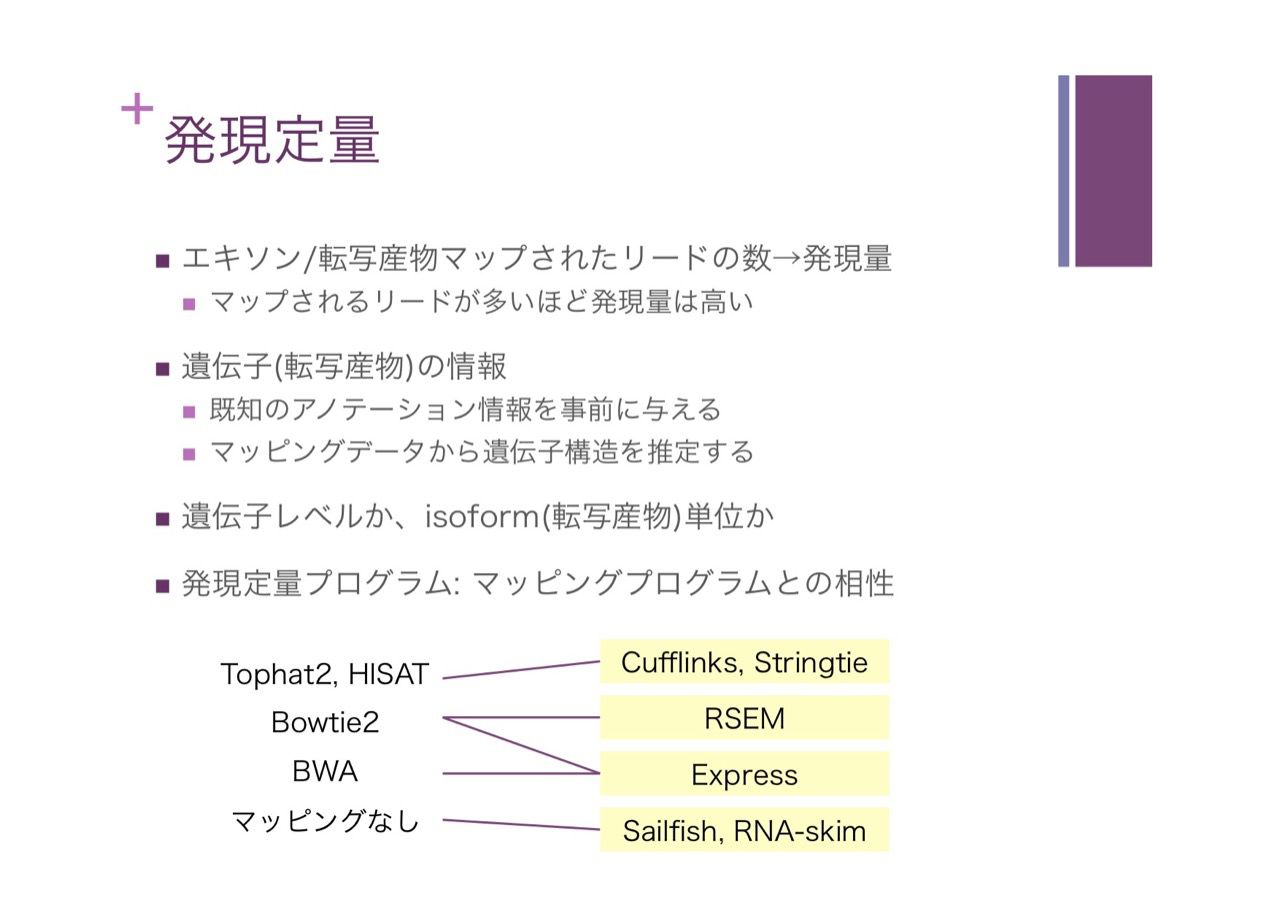 +
発現定量
■ エキソン/転写産物マップされたリードの数→発現量
■ マップされるリードが多いほど発現量は高い
■ 遺伝子(転写産物)の情報
■ 既知のアノテーション情報を事前に与える
■ マッピングデータから遺伝子構造を推定する
■ 遺伝子レベルか、isoform(転写産物)単位か
■ 発現定量プログラム: マッピングプログラムとの相性
Tophat2, HISAT
Cufflinks, Stringtie
Bowtie2
RSEM
BWA
Express
マッピングなし
Sailfish, RNA-skim